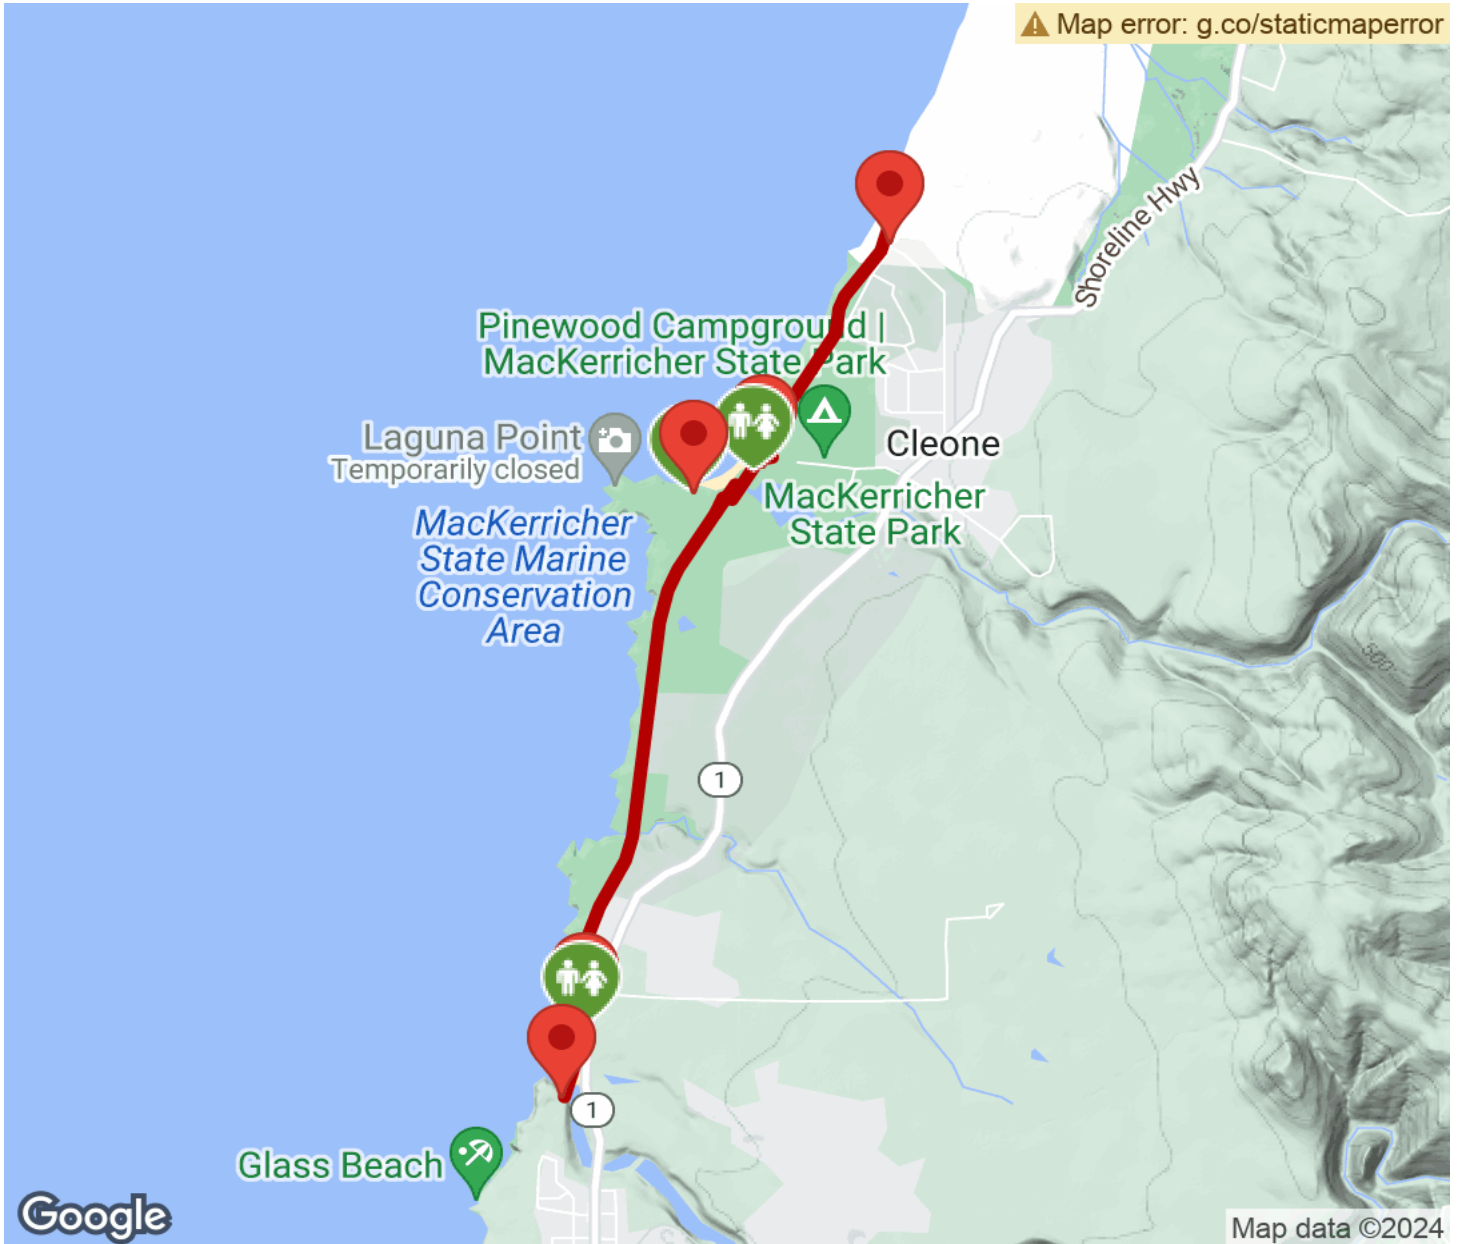 Map error: g.co/staticmaperror
Shoreline Hwy
Pinewood Campground |
MacKerricher State Park
Laguna Point
Temporarily closed
Cleone
MacKerricher
State Park
MacKerricher
State Marine
Conservation
Area
500
1
1
Glass Beach
Google
Map data ©2024